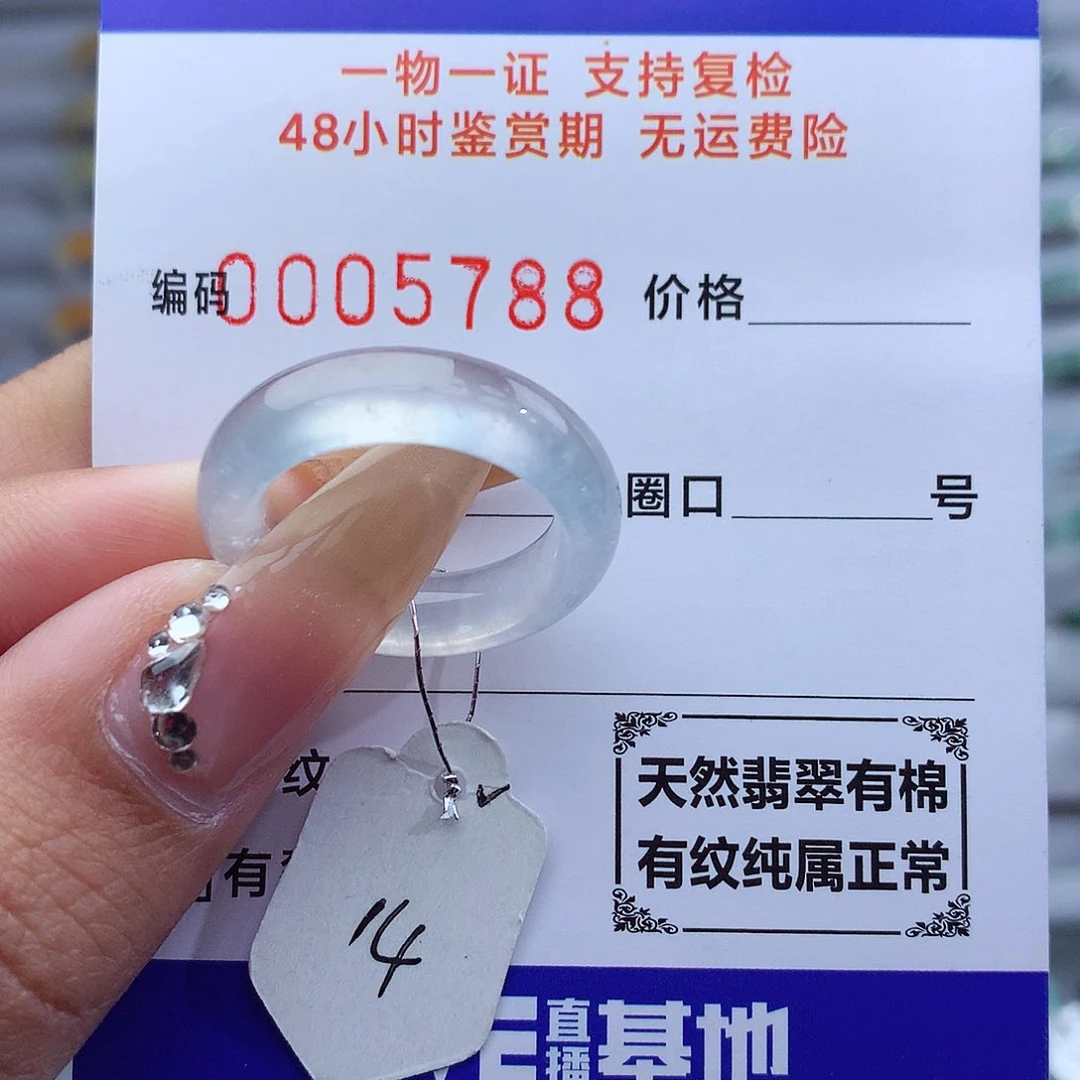 一物一证 支持复检
48小时鉴赏期 无运费险
编码0005788 价格
圈口 号
纹
有
天然翡翠有棉
有纹纯属正常
14
直播基地